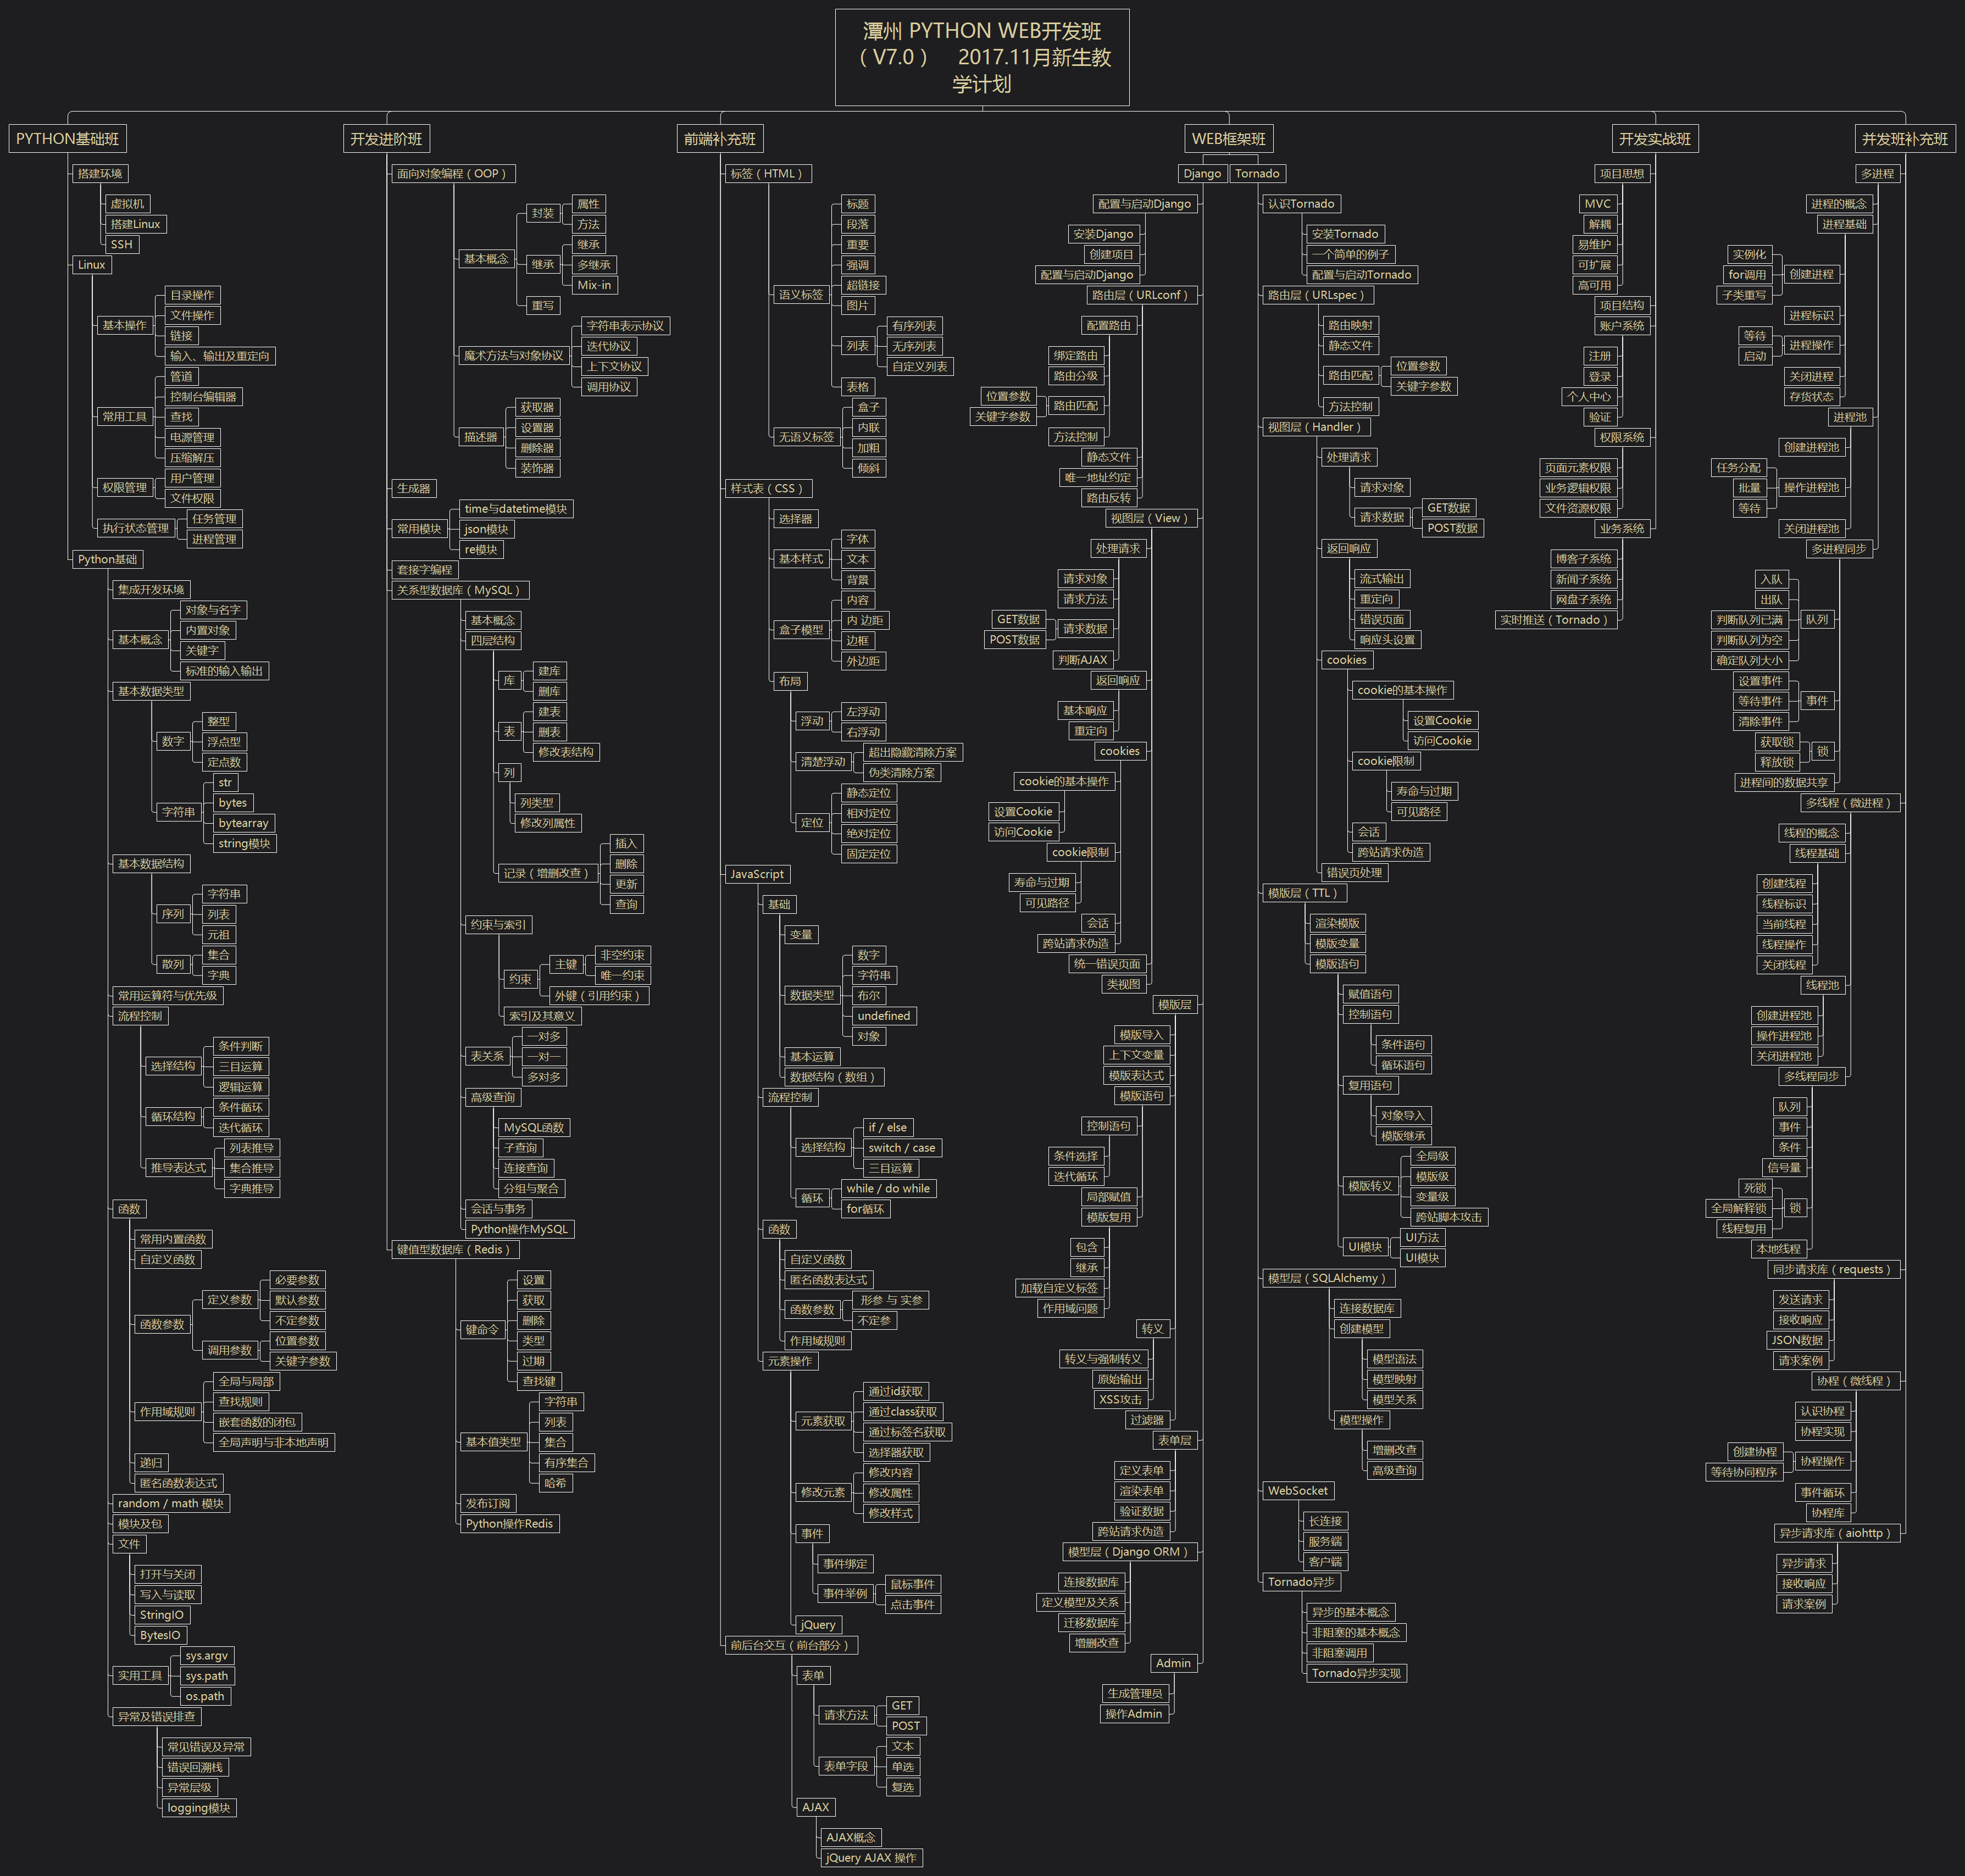 潭州 PYTHON WEB开发班
（V7.0） 2017.11月新生教
学计划
PYTHON基础班
搭建环境
虚拟机
搭建Linux
SSH
Linux
基本操作
目录操作
文件操作
链接
输入、输出及重定向
常用工具
管道
控制台编辑器
查找
电源管理
压缩解压
权限管理
用户管理
文件权限
执行状态管理
任务管理
进程管理
Python基础
集成开发环境
基本概念
对象与名字
内置对象
关键字
标准的输入输出
基本数据类型
数字
整型
浮点型
定点数
字符串
str
bytes
bytearray
string模块
基本数据结构
序列
字符串
列表
元祖
散列
集合
字典
常用运算符与优先级
流程控制
选择结构
条件判断
三目运算
逻辑运算
循环结构
条件循环
迭代循环
推导表达式
列表推导
集合推导
字典推导
函数
常用内置函数
自定义函数
函数参数
定义参数
必要参数
默认参数
不定参数
调用参数
位置参数
关键字参数
作用域规则
全局与局部
查找规则
嵌套函数的闭包
全局声明与非本地声明
递归
匿名函数表达式
random / math 模块
模块及包
文件
打开与关闭
写入与读取
StringIO
BytesIO
实用工具
sys.argv
sys.path
os.path
异常及错误排查
常见错误及异常
错误回溯栈
异常层级
logging模块
开发进阶班
面向对象编程（OOP）
基本概念
封装
属性
方法
继承
继承
多继承
Mix-in
重写
魔术方法与对象协议
字符串表示协议
迭代协议
上下文协议
调用协议
描述器
获取器
设置器
删除器
装饰器
生成器
常用模块
time与datetime模块
json模块
re模块
套接字编程
关系型数据库（MySQL）
基本概念
四层结构
库
建库
删库
表
建表
删表
修改表结构
列
列类型
修改列属性
记录（增删改查）
插入
删除
更新
查询
约束与索引
约束
主键
非空约束
唯一约束
外键（引用约束）
索引及其意义
表关系
一对多
一对一
多对多
高级查询
MySQL函数
子查询
连接查询
分组与聚合
会话与事务
Python操作MySQL
键值型数据库（Redis）
键命令
设置
获取
删除
类型
过期
查找键
基本值类型
字符串
列表
集合
有序集合
哈希
发布订阅
Python操作Redis
前端补充班
标签（HTML）
语义标签
标题
段落
重要
强调
超链接
图片
列表
有序列表
无序列表
自定义列表
表格
无语义标签
盒子
内联
加粗
倾斜
样式表（CSS）
选择器
基本样式
字体
文本
背景
盒子模型
内容
内 边距
边框
外边距
布局
浮动
左浮动
右浮动
清楚浮动
超出隐藏清除方案
伪类清除方案
定位
静态定位
相对定位
绝对定位
固定定位
JavaScript
基础
变量
数据类型
数字
字符串
布尔
undefined
对象
基本运算
数据结构（数组）
流程控制
选择结构
if / else
switch / case
三目运算
循环
while / do while
for循环
函数
自定义函数
匿名函数表达式
函数参数
形参 与 实参
不定参
作用域规则
元素操作
元素获取
通过id获取
通过class获取
通过标签名获取
选择器获取
修改元素
修改内容
修改属性
修改样式
事件
事件绑定
事件举例
鼠标事件
点击事件
jQuery
前后台交互（前台部分）
表单
请求方法
GET
POST
表单字段
文本
单选
复选
AJAX
AJAX概念
jQuery AJAX 操作
WEB框架班
Django
配置与启动Django
安装Django
创建项目
配置与启动Django
路由层（URLconf）
配置路由
绑定路由
路由分级
路由匹配
位置参数
关键字参数
方法控制
静态文件
唯一地址约定
路由反转
视图层（View）
处理请求
请求对象
请求方法
请求数据
GET数据
POST数据
判断AJAX
返回响应
基本响应
重定向
cookies
cookie的基本操作
设置Cookie
访问Cookie
cookie限制
寿命与过期
可见路径
会话
跨站请求伪造
统一错误页面
类视图
模版层
模版导入
上下文变量
模版表达式
模版语句
控制语句
条件选择
迭代循环
局部赋值
模版复用
包含
继承
加载自定义标签
作用域问题
转义
转义与强制转义
原始输出
XSS攻击
过滤器
表单层
定义表单
渲染表单
验证数据
跨站请求伪造
模型层（Django ORM）
连接数据库
定义模型及关系
迁移数据库
增删改查
Admin
生成管理员
操作Admin
Tornado
认识Tornado
安装Tornado
一个简单的例子
配置与启动Tornado
路由层（URLspec）
路由映射
静态文件
路由匹配
位置参数
关键字参数
方法控制
视图层（Handler）
处理请求
请求对象
请求数据
GET数据
POST数据
返回响应
流式输出
重定向
错误页面
响应头设置
cookies
cookie的基本操作
设置Cookie
访问Cookie
cookie限制
寿命与过期
可见路径
会话
跨站请求伪造
错误页处理
模版层（TTL）
渲染模版
模版变量
模版语句
赋值语句
控制语句
条件语句
循环语句
复用语句
对象导入
模版继承
模版转义
全局级
模版级
变量级
跨站脚本攻击
UI模块
UI方法
UI模块
模型层（SQLAlchemy）
连接数据库
创建模型
模型语法
模型映射
模型关系
模型操作
增删改查
高级查询
WebSocket
长连接
服务端
客户端
Tornado异步
异步的基本概念
非阻塞的基本概念
非阻塞调用
Tornado异步实现
开发实战班
项目思想
MVC
解耦
易维护
可扩展
高可用
项目结构
账户系统
注册
登录
个人中心
验证
权限系统
页面元素权限
业务逻辑权限
文件资源权限
业务系统
博客子系统
新闻子系统
网盘子系统
实时推送（Tornado）
并发班补充班
多进程
进程的概念
进程基础
创建进程
实例化
for调用
子类重写
进程标识
进程操作
等待
启动
关闭进程
存货状态
进程池
创建进程池
操作进程池
任务分配
批量
等待
关闭进程池
多进程同步
队列
入队
出队
判断队列已满
判断队列为空
确定队列大小
事件
设置事件
等待事件
清除事件
锁
获取锁
释放锁
进程间的数据共享
多线程（微进程）
线程的概念
线程基础
创建线程
线程标识
当前线程
线程操作
关闭线程
线程池
创建进程池
操作进程池
关闭进程池
多线程同步
队列
事件
条件
信号量
锁
死锁
全局解释锁
线程复用
本地线程
同步请求库（requests）
发送请求
接收响应
JSON数据
请求案例
协程（微线程）
认识协程
协程实现
协程操作
创建协程
等待协同程序
事件循环
协程库
异步请求库（aiohttp）
异步请求
接收响应
请求案例